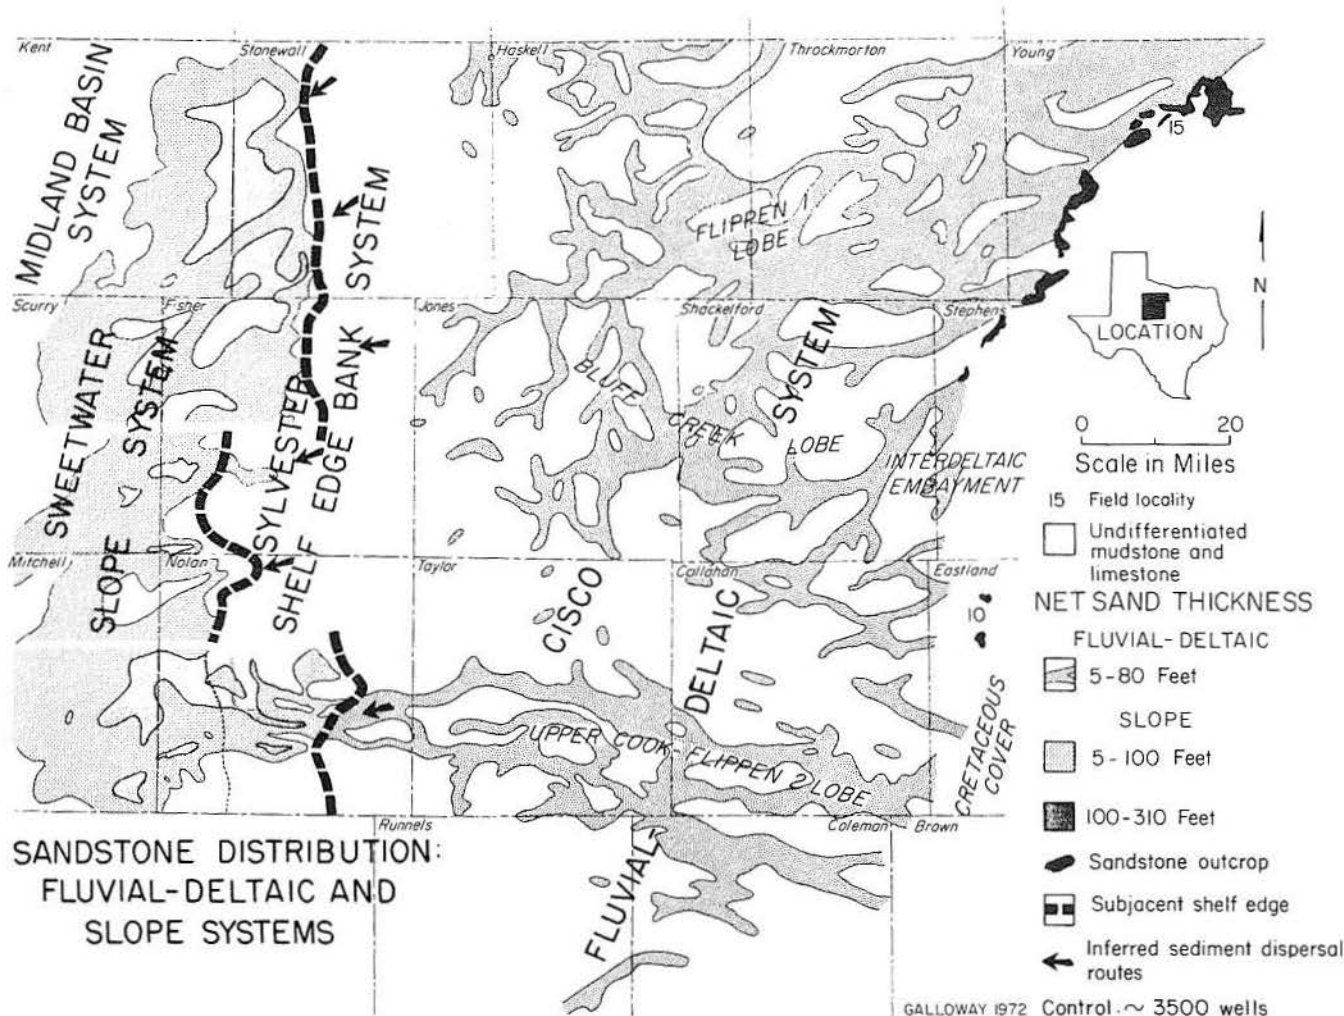 Kent
Stonewall
Haskell
Throckmorton
Young
MIDLAND BASIN
SYSTEM
SYSTEM
FLIPPEN 1
LOBE
15
N
LOCATION
Scurry
Fisher
Jones
Shackelford
Stephens
SWEETWATER
SLOPE SYSTEM
SYLVESTER
SHELF EDGE BANK
BLUFF
CREEK
LOBE
SYSTEM
INTERDELTAIC
EMBAYMENT
0 20
Scale in Miles
15 Field locality
Undifferentiated
mudstone and
limestone
Mitchell
Nolan
Taylor
Callahan
Eastland
CISCO
DELTAIC
FLUVIAL
10
CRETACEOUS
COVER
UPPER COOK-FLIPPEN 2 LOBE
NET SAND THICKNESS
FLUVIAL-DELTAIC
5-80 Feet
SLOPE
5-100 Feet
100-310 Feet
Sandstone outcrop
Subjacent shelf edge
Inferred sediment dispersal
routes
Runnels
Coleman
Brown
SANDSTONE DISTRIBUTION:
FLUVIAL-DELTAIC AND
SLOPE SYSTEMS
GALLOWAY 1972 Control ~ 3500 wells